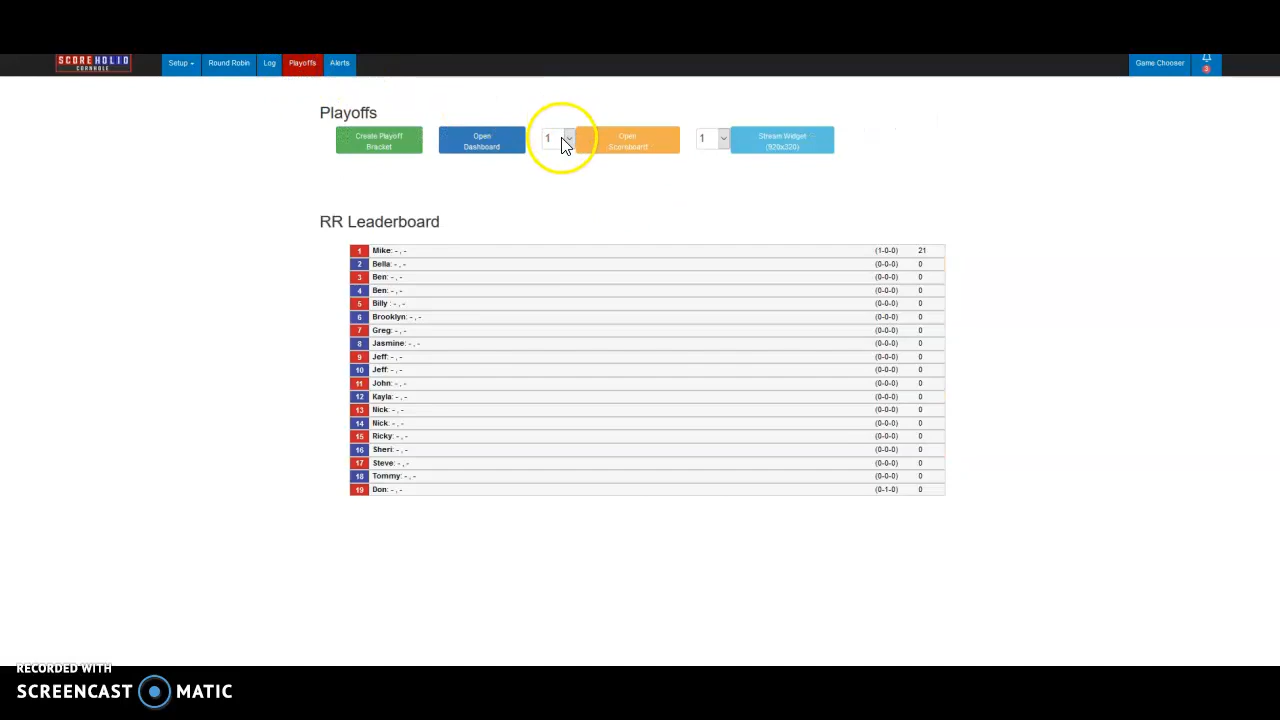 SCOREHOLIO
CORNHOLE
Setup
Round Robin
Log
Playoffs
Alerts
Game Chooser
3
Playoffs
Create Playoff
Bracket
Open
Dashboard
1
Open
Scoreboard
1
Stream Widget
(920x320)
RR Leaderboard
1 Mike: - , - (1-0-0) 21
2 Bella: - , - (0-0-0) 0
3 Ben: - , - (0-0-0) 0
4 Ben: - , - (0-0-0) 0
5 Billy : - , - (0-0-0) 0
6 Brooklyn: - , - (0-0-0) 0
7 Greg: - , - (0-0-0) 0
8 Jasmine: - , - (0-0-0) 0
9 Jeff: - , - (0-0-0) 0
10 Jeff: - , - (0-0-0) 0
11 John: - , - (0-0-0) 0
12 Kayla: - , - (0-0-0) 0
13 Nick: - , - (0-0-0) 0
14 Nick: - , - (0-0-0) 0
15 Ricky: - , - (0-0-0) 0
16 Sheri: - , - (0-0-0) 0
17 Steve: - , - (0-0-0) 0
18 Tommy: - , - (0-0-0) 0
19 Don: - , - (0-1-0) 0
RECORDED WITH
SCREENCAST MATIC